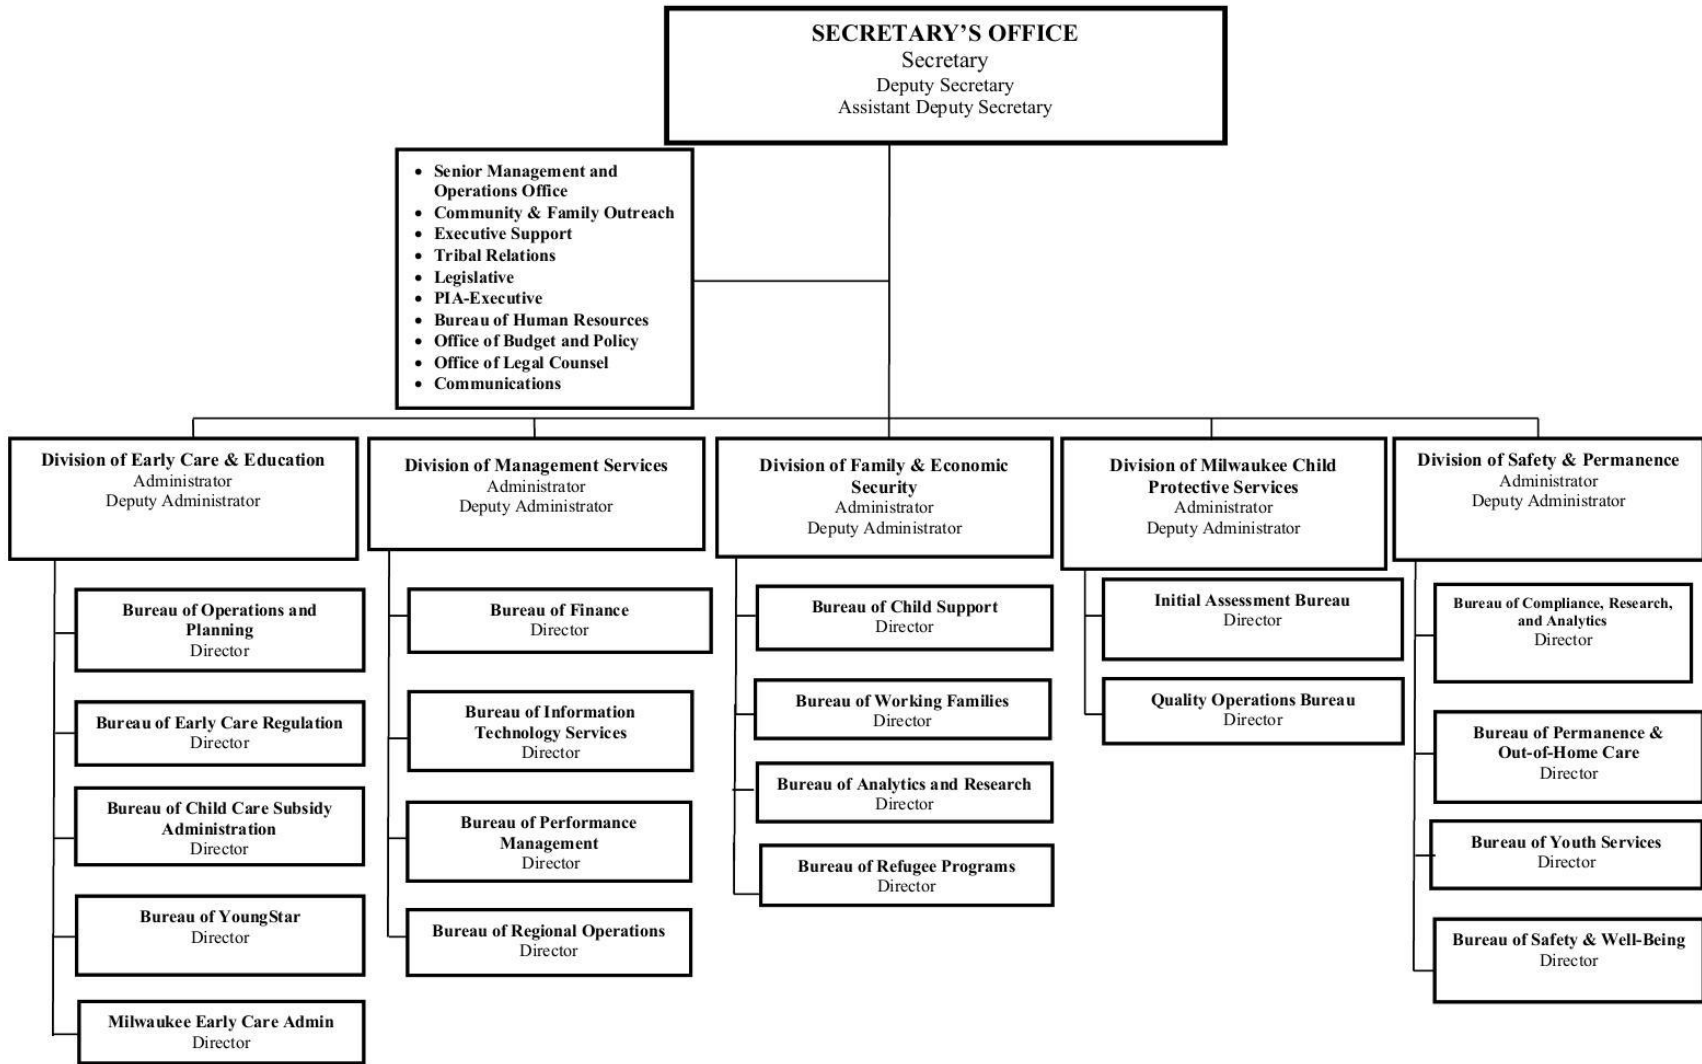 SECRETARY'S OFFICE
Secretary
Deputy Secretary
Assistant Deputy Secretary
• Senior Management and
Operations Office
• Community & Family Outreach
• Executive Support
• Tribal Relations
• Legislative
• PIA-Executive
• Bureau of Human Resources
• Office of Budget and Policy
• Office of Legal Counsel
• Communications
Division of Early Care & Education
Administrator
Deputy Administrator
Bureau of Operations and
Planning
Director
Bureau of Early Care Regulation
Director
Bureau of Child Care Subsidy
Administration
Director
Bureau of YoungStar
Director
Milwaukee Early Care Admin
Director
Division of Management Services
Administrator
Deputy Administrator
Bureau of Finance
Director
Bureau of Information
Technology Services
Director
Bureau of Performance
Management
Director
Bureau of Regional Operations
Director
Division of Family & Economic
Security
Administrator
Deputy Administrator
Bureau of Child Support
Director
Bureau of Working Families
Director
Bureau of Analytics and Research
Director
Bureau of Refugee Programs
Director
Division of Milwaukee Child
Protective Services
Administrator
Deputy Administrator
Initial Assessment Bureau
Director
Quality Operations Bureau
Director
Division of Safety & Permanence
Administrator
Deputy Administrator
Bureau of Compliance, Research,
and Analytics
Director
Bureau of Permanence &
Out-of-Home Care
Director
Bureau of Youth Services
Director
Bureau of Safety & Well-Being
Director